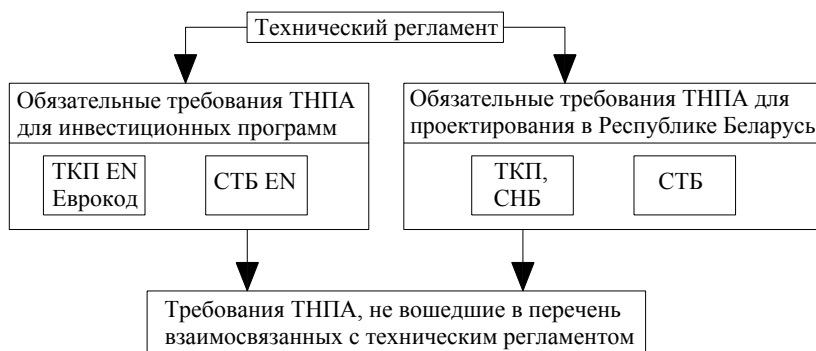 Технический регламент
Обязательные требования ТНПА
для инвестиционных программ
ТКП EN
Еврокод
СТБ EN
Обязательные требования ТНПА для
проектирования в Республике Беларусь
ТКП,
СНБ
СТБ
Требования ТНПА, не вошедшие в перечень
взаимосвязанных с техническим регламентом